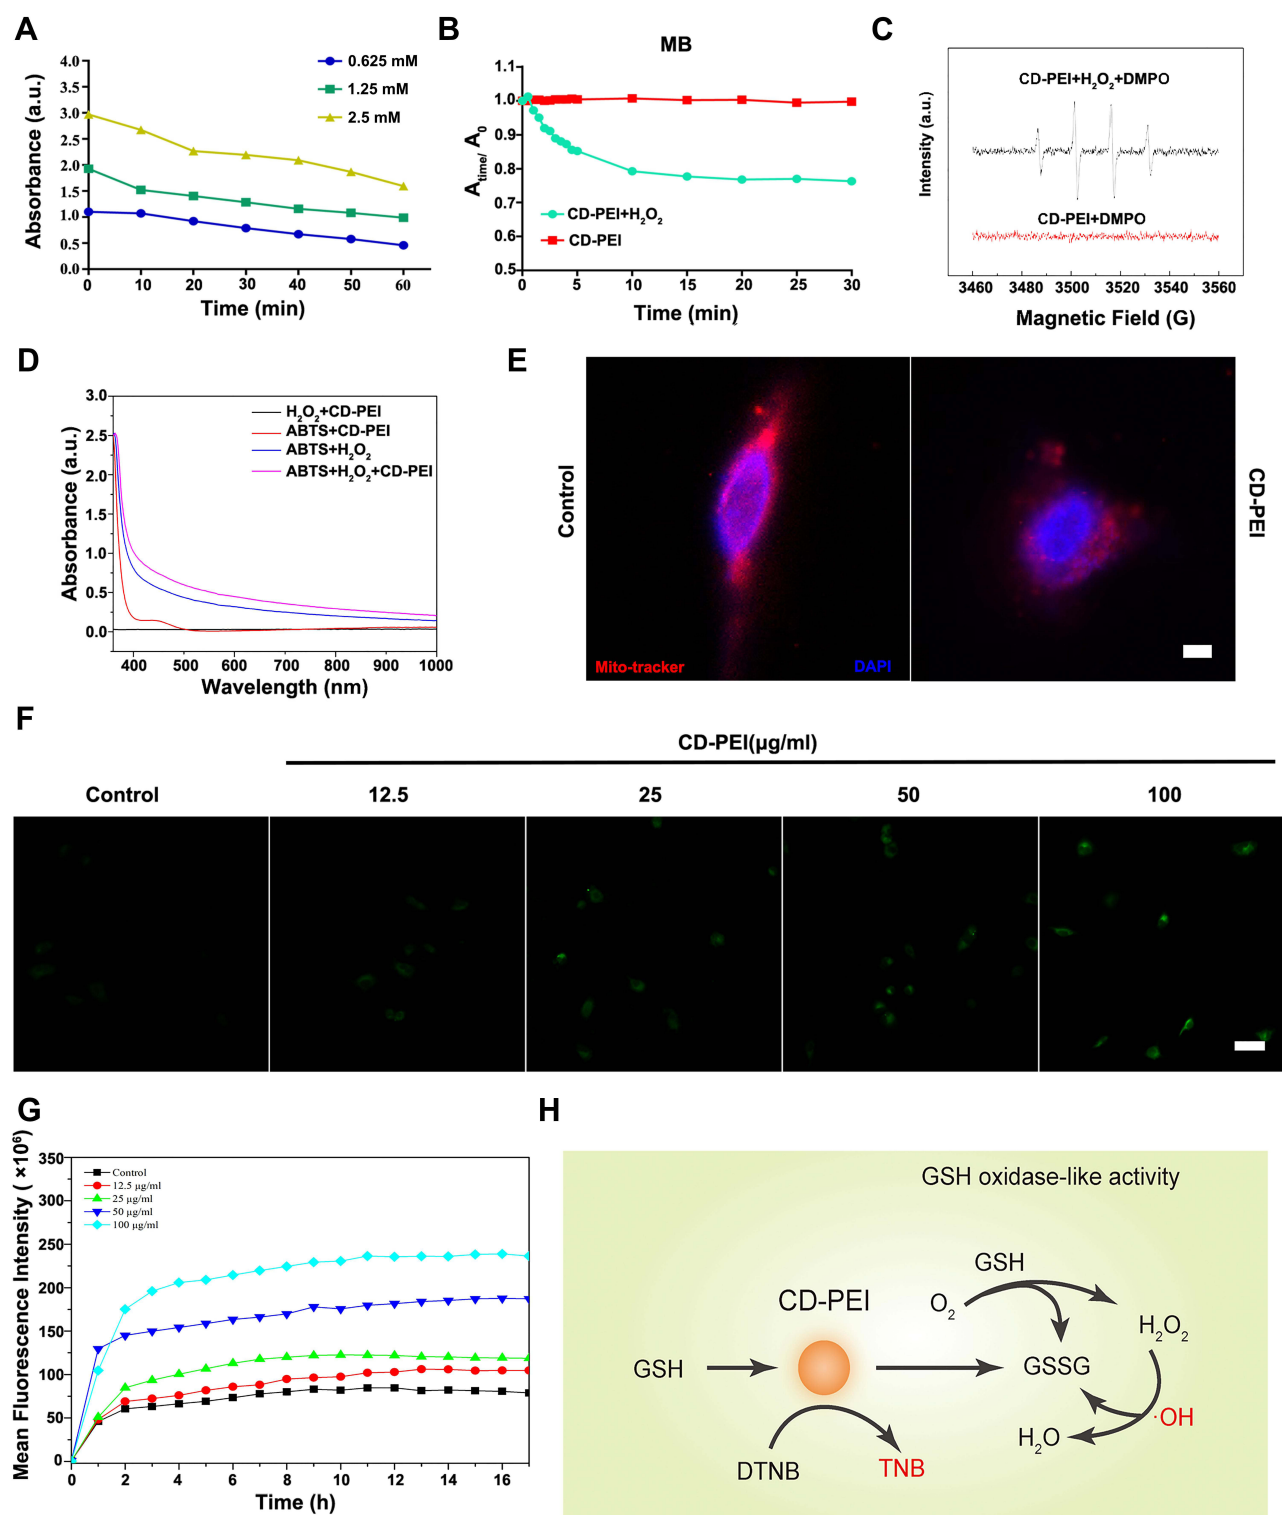 A
Absorbance (a.u.)
4.0
3.5
3.0
2.5
2.0
1.5
1.0
0.5
0.0
0 10 20 30 40 50 60
Time (min)
0.625 mM
1.25 mM
2.5 mM
B
MB
Atime/ A0
1.1
1.0
0.9
0.8
0.7
0.6
0.5
0 5 10 15 20 25 30
Time (min)
CD-PEI+H2O2
CD-PEI
C
Intensity (a.u.)
CD-PEI+H2O2+DMPO
CD-PEI+DMPO
3460 3480 3500 3520 3540 3560
Magnetic Field (G)
D
Absorbance (a.u.)
3.0
2.5
2.0
1.5
1.0
0.5
0.0
400 500 600 700 800 900 1000
Wavelength (nm)
H2O2+CD-PEI
ABTS+CD-PEI
ABTS+H2O2
ABTS+H2O2+CD-PEI
E
Control
Mito-tracker
DAPI
CD-PEI
F
CD-PEI(µg/ml)
Control 12.5 25 50 100
G
Mean Fluorescence Intensity ( ×10⁶)
350
300
250
200
150
100
50
0
0 2 4 6 8 10 12 14 16
Time (h)
Control
12.5 µg/ml
25 µg/ml
50 µg/ml
100 µg/ml
H
GSH oxidase-like activity
GSH
O2
CD-PEI
H2O2
GSH
GSSG
·OH
H2O
DTNB
TNB